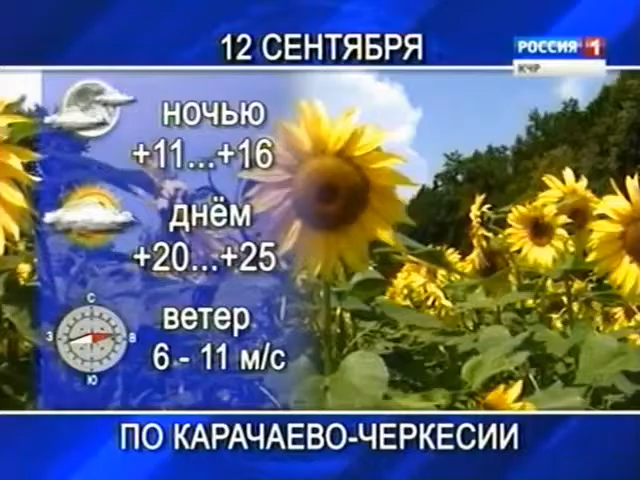 12 СЕНТЯБРЯ
РОССИЯ 1
КЧР
ночью
+11...+16
днём
+20...+25
ветер
6 - 11 м/с
С
З
В
Ю
ПО КАРАЧАЕВО-ЧЕРКЕСИИ